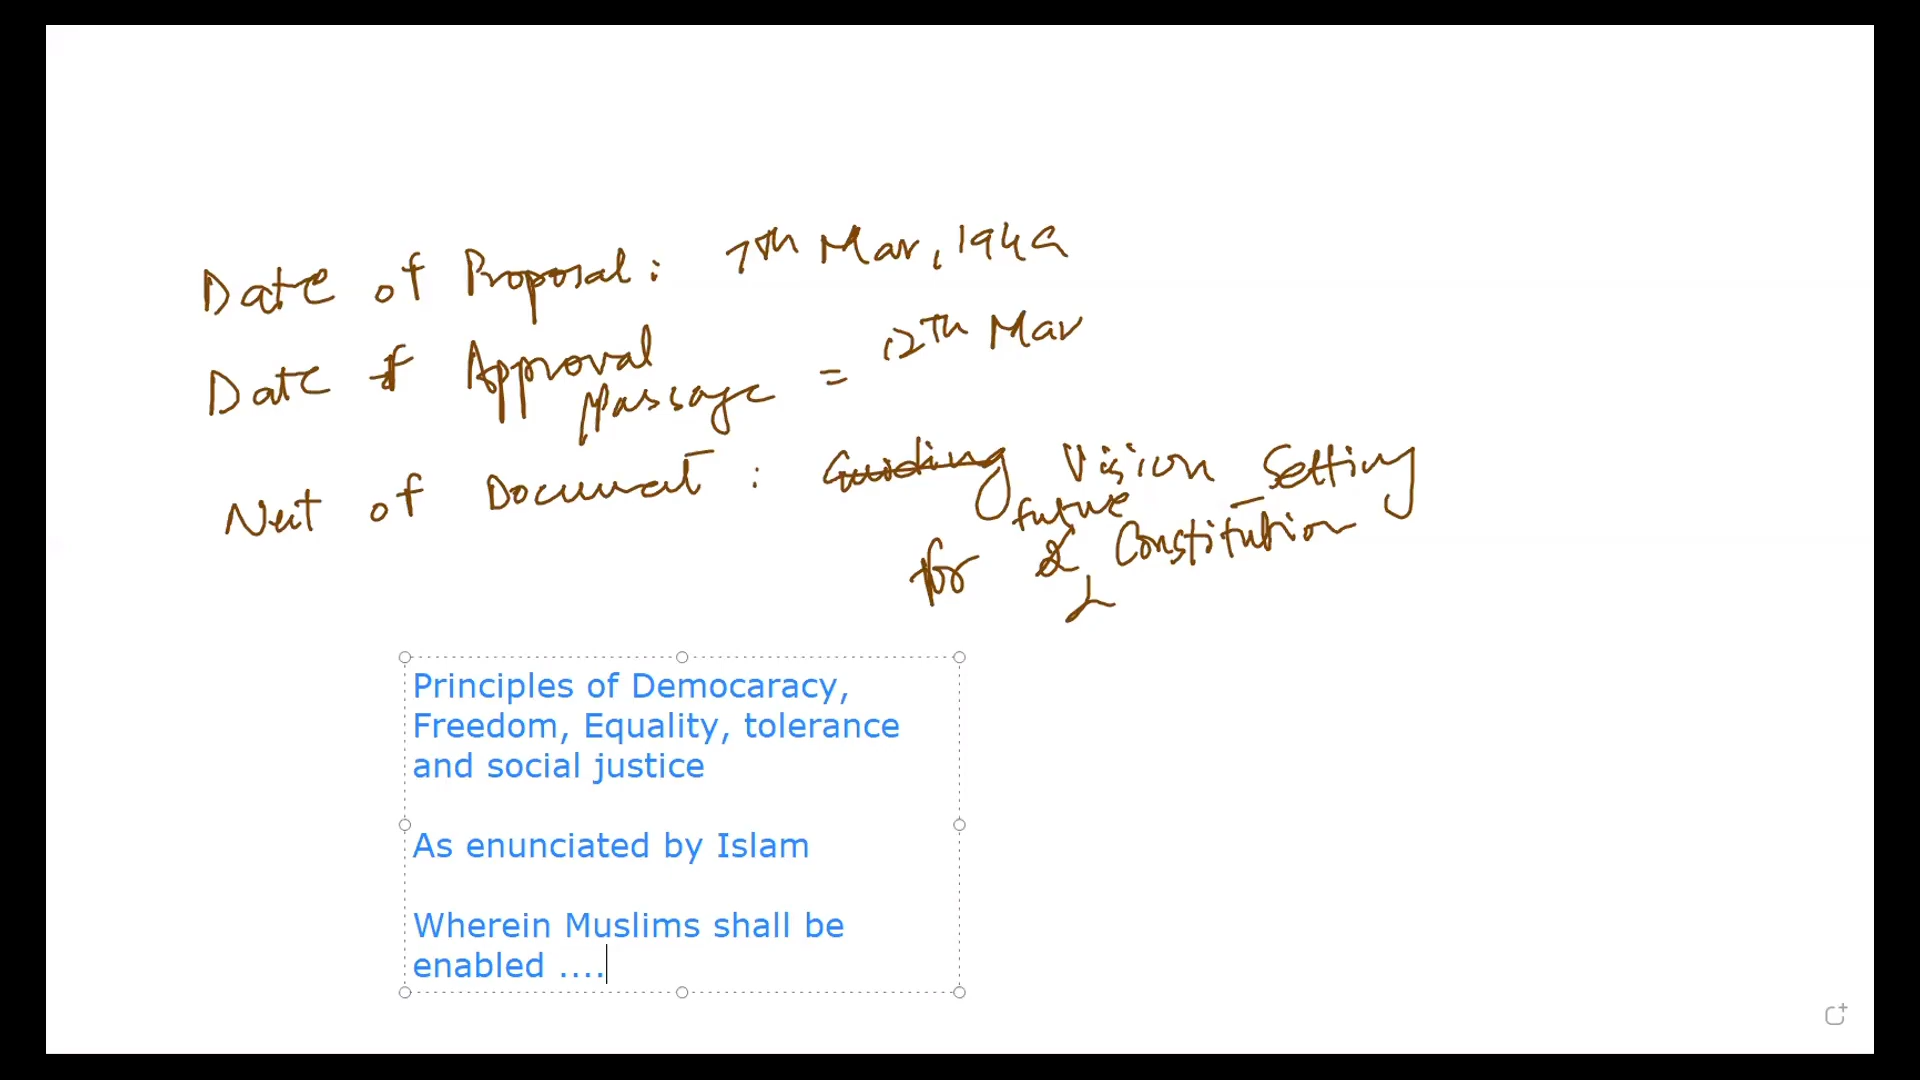 Date of Proposal: 7th Mar, 1949
Date of Approval
Passage = 12th Mar
of Document: Guiding Vision Setting
future
for Constitution
Principles of Democaracy,
Freedom, Equality, tolerance
and social justice
As enunciated by Islam
Wherein Muslims shall be
enabled ....